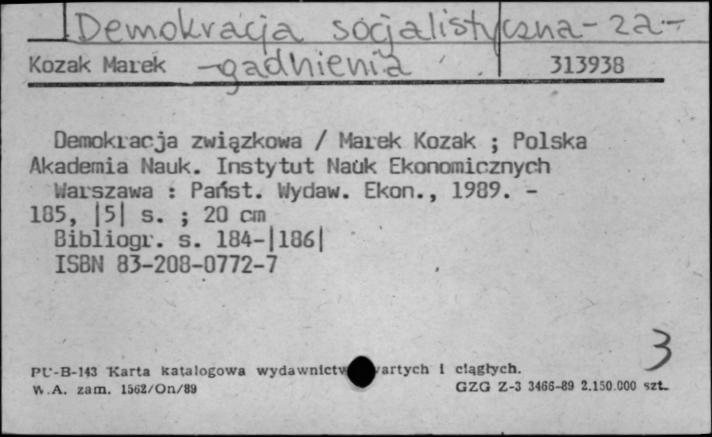 Demokracja socjalistyczna - za-
Kozak Marek -gadnienia 313938
Demokracja związkowa / Marek Kozak ; Polska
Akademia Nauk. Instytut Nauk Ekonomicznych
Warszawa : Państ. Wydaw. Ekon., 1989. -
185, |5| s. ; 20 cm
Bibliogr. s. 184-|186|
ISBN 83-208-0772-7
3
PU-B-143 Karta katalogowa wydawnictw wartych i ciągłych.
W.A. zam. 1562/On/89 GZG Z-3 3466-89 2.150.000 szt.